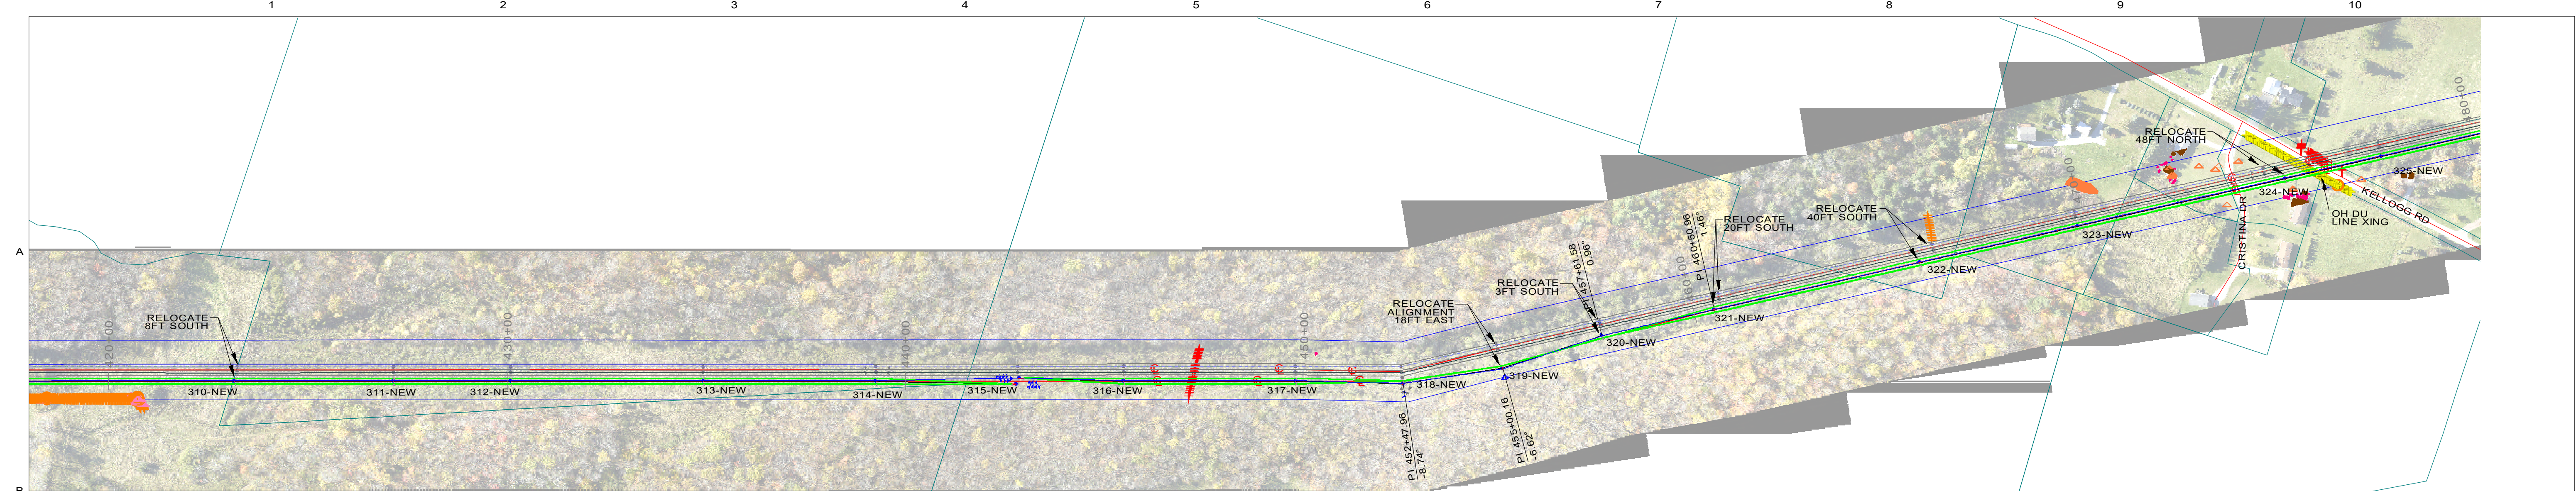 1 2 3 4 5 6 7 8 9 10
A
B
420+00
430+00
440+00
450+00
460+00
480+00
RELOCATE
8FT SOUTH
310-NEW
311-NEW
312-NEW
313-NEW
314-NEW
315-NEW
316-NEW
317-NEW
318-NEW
319-NEW
320-NEW
321-NEW
322-NEW
323-NEW
324-NEW
325-NEW
PI 452+47.96
-8.74°
PI 455+00.16
-6.62°
RELOCATE
ALIGNMENT
18FT EAST
RELOCATE
3FT SOUTH
PI 457+61.58
0.96°
PI 460+50.96
1.46°
RELOCATE
20FT SOUTH
RELOCATE
40FT SOUTH
RELOCATE
48FT NORTH
CRISTINA DR
KELLOGG RD
OH DU
LINE XING